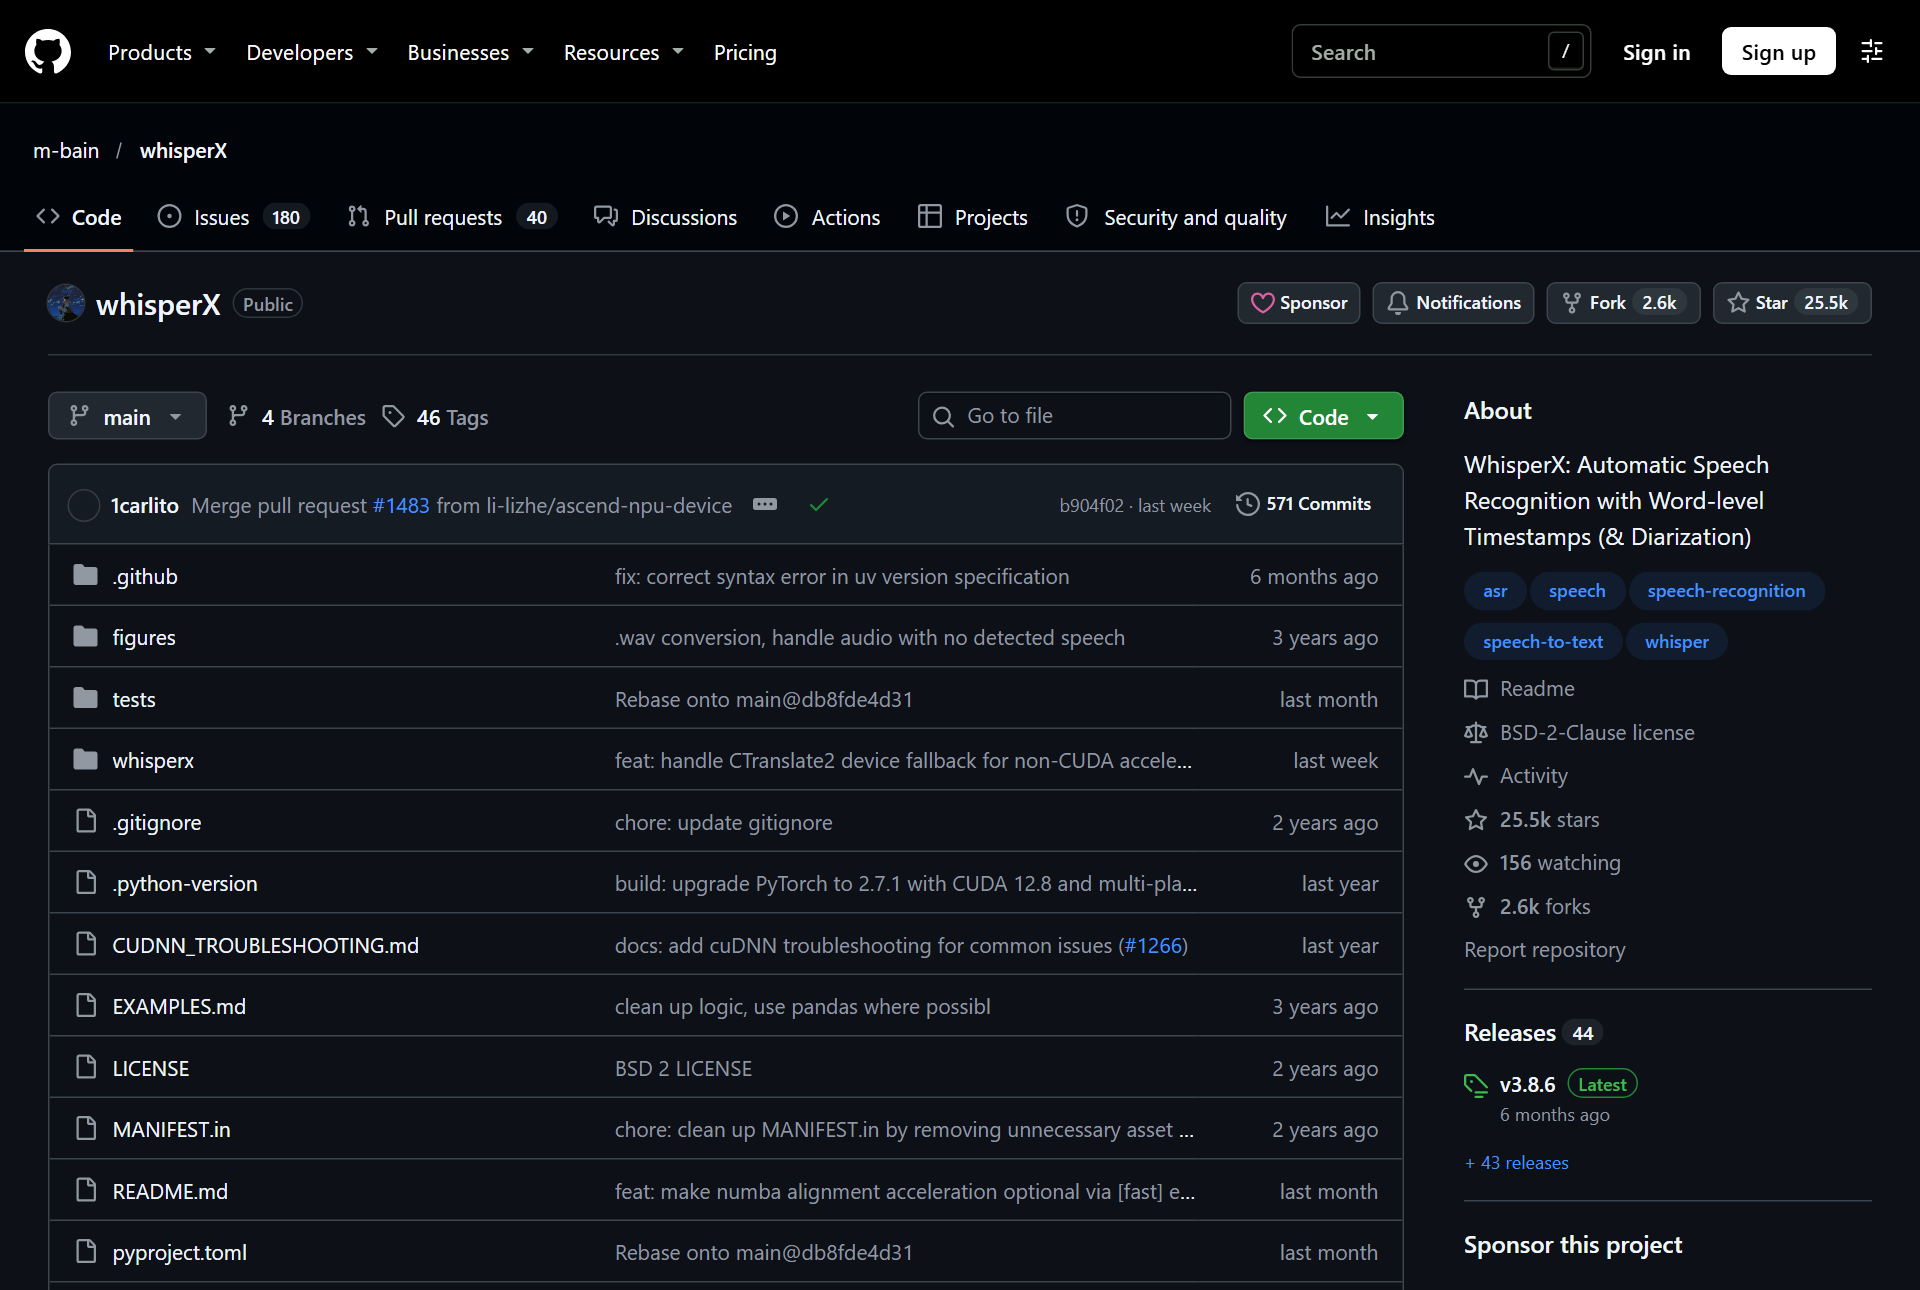 Products Developers Businesses Resources Pricing Search / Sign in Sign up
m-bain / whisperX
Code Issues 180 Pull requests 40 Discussions Actions Projects Security and quality Insights
whisperX Public Sponsor Notifications Fork 2.6k Star 25.5k
main 4 Branches 46 Tags Go to file Code
1carlito Merge pull request #1483 from li-lizhe/ascend-npu-device b904f02 · last week 571 Commits
.github fix: correct syntax error in uv version specification 6 months ago
figures .wav conversion, handle audio with no detected speech 3 years ago
tests Rebase onto main@db8fde4d31 last month
whisperx feat: handle CTranslate2 device fallback for non-CUDA accele... last week
.gitignore chore: update gitignore 2 years ago
.python-version build: upgrade PyTorch to 2.7.1 with CUDA 12.8 and multi-pla... last year
CUDNN_TROUBLESHOOTING.md docs: add cuDNN troubleshooting for common issues (#1266) last year
EXAMPLES.md clean up logic, use pandas where possibl 3 years ago
LICENSE BSD 2 LICENSE 2 years ago
MANIFEST.in chore: clean up MANIFEST.in by removing unnecessary asset ... 2 years ago
README.md feat: make numba alignment acceleration optional via [fast] e... last month
pyproject.toml Rebase onto main@db8fde4d31 last month
About
WhisperX: Automatic Speech
Recognition with Word-level
Timestamps (& Diarization)
asr speech speech-recognition
speech-to-text whisper
Readme
BSD-2-Clause license
Activity
25.5k stars
156 watching
2.6k forks
Report repository
Releases 44
v3.8.6 Latest
6 months ago
+ 43 releases
Sponsor this project